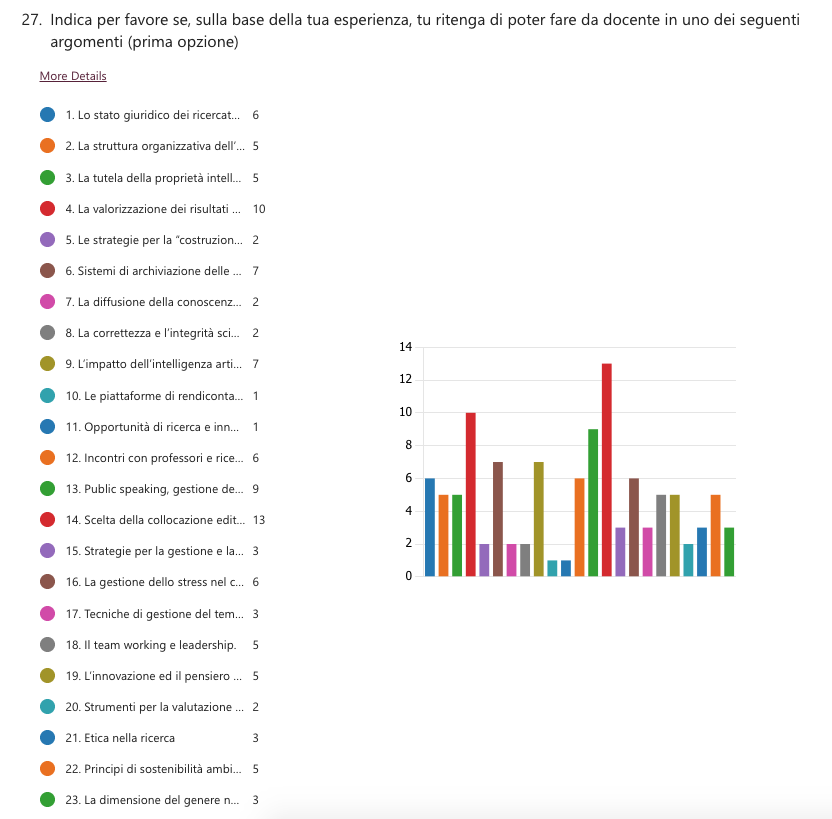 27. Indica per favore se, sulla base della tua esperienza, tu ritenga di poter fare da docente in uno dei seguenti
argomenti (prima opzione)
More Details
1. Lo stato giuridico dei ricercat... 6
2. La struttura organizzativa dell'... 5
3. La tutela della proprietà intell... 5
4. La valorizzazione dei risultati ... 10
5. Le strategie per la "costruzion... 2
6. Sistemi di archiviazione delle ... 7
7. La diffusione della conoscenz... 2
8. La correttezza e l'integrità sci... 2
9. L'impatto dell'intelligenza arti... 7
10. Le piattaforme di rendiconta... 1
11. Opportunità di ricerca e inn... 1
12. Incontri con professori e rice... 6
13. Public speaking, gestione de... 9
14. Scelta della collocazione edit... 13
15. Strategie per la gestione e la... 3
16. La gestione dello stress nel c... 6
17. Tecniche di gestione del tem... 3
18. Il team working e leadership. 5
19. L'innovazione ed il pensiero ... 5
20. Strumenti per la valutazione ... 2
21. Etica nella ricerca 3
22. Principi di sostenibilità ambi... 5
23. La dimensione del genere n... 3
14
12
10
8
6
4
2
0